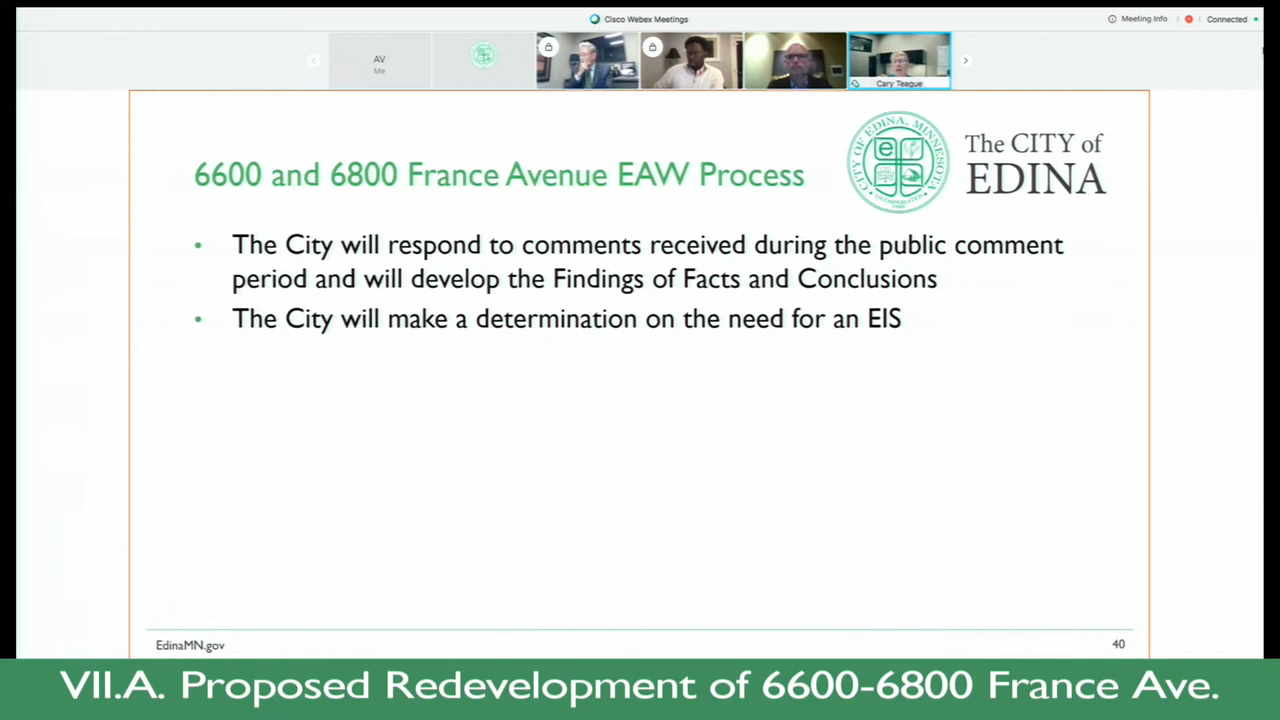 Cisco Webex Meetings
Meeting Info
Connected
AV
Me
Cary Teague
6600 and 6800 France Avenue EAW Process
CITY OF EDINA, MINNESOTA
INCORPORATED
The CITY of
EDINA
• The City will respond to comments received during the public comment
period and will develop the Findings of Facts and Conclusions
• The City will make a determination on the need for an EIS
EdinaMN.gov
40
VII.A. Proposed Redevelopment of 6600-6800 France Ave.